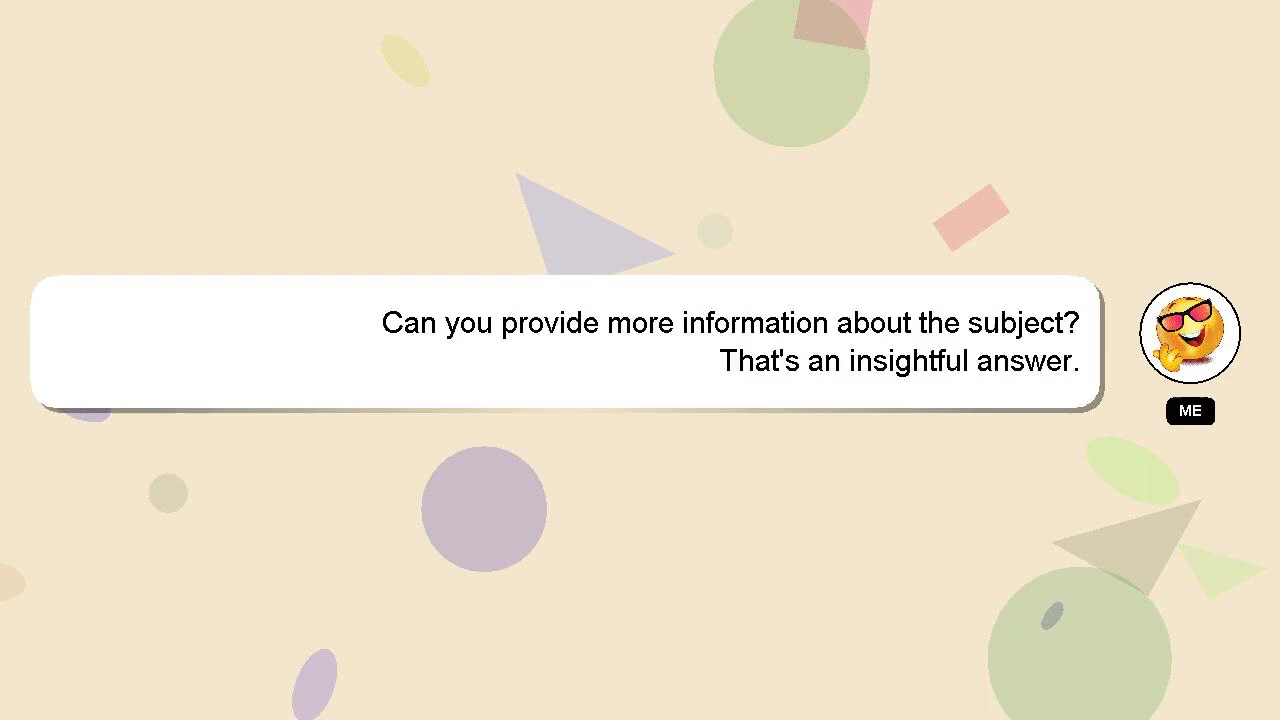 Can you provide more information about the subject?
That's an insightful answer.
ME